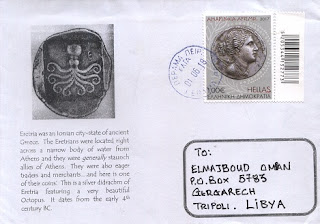 ΑΜΑΡΥΝΘΙΑ ΑΡΤΕΜΙΣ
ΕΛΛΑΣ
ΕΛΛΗΝΙΚΗ ΔΗΜΟΚΡΑΤΙΑ
Eretria was an Ionian city-state of ancient
Greece. The Eretrians were located right
across a narrow body of water from
Athens and they were generally staunch
allies of Athens. They were also eager
traders and merchants... and here is one
of their coins. This is a silver didrachm of
Eretria featuring a very beautiful
Octopus. It dates from the early 4th
century BC.
TO:
ELMAJBOUD OMAN
P.O.BOX 5783
GERGARECH
TRIPOLI. LIBYA